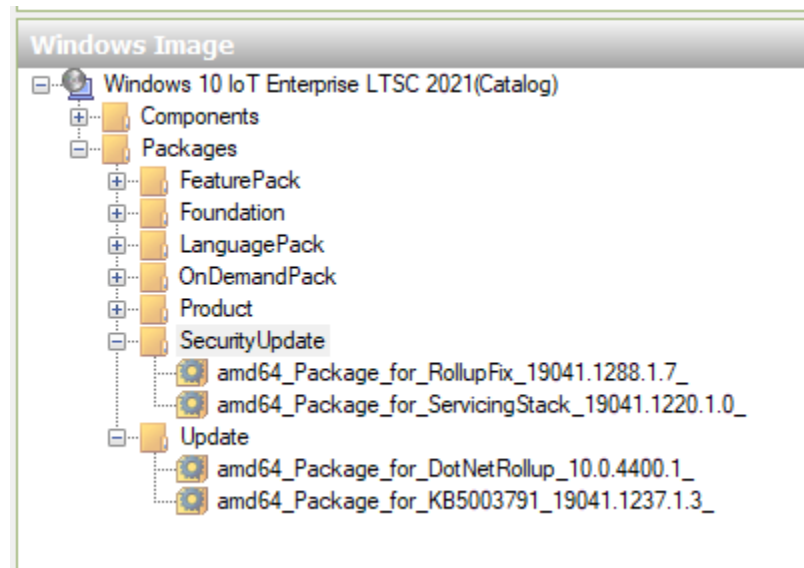 Windows Image
Windows 10 IoT Enterprise LTSC 2021(Catalog)
Components
Packages
FeaturePack
Foundation
LanguagePack
OnDemandPack
Product
SecurityUpdate
amd64_Package_for_RollupFix_19041.1288.1.7_
amd64_Package_for_ServicingStack_19041.1220.1.0_
Update
amd64_Package_for_DotNetRollup_10.0.4400.1_
amd64_Package_for_KB5003791_19041.1237.1.3_